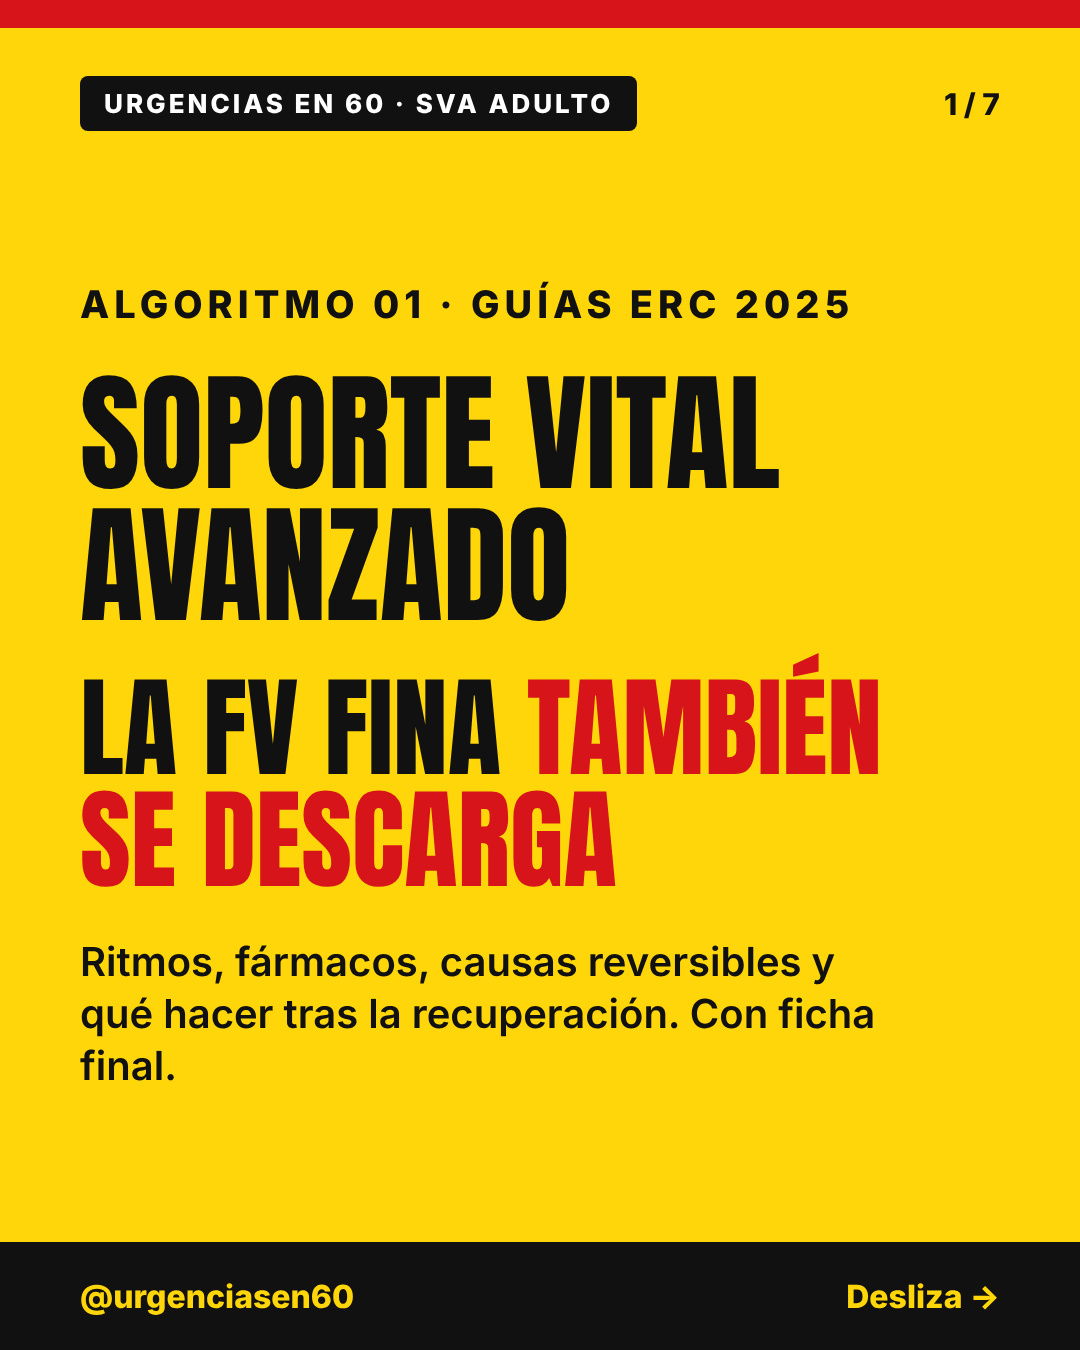 URGENCIAS EN 60 · SVA ADULTO
1/7
ALGORITMO 01 · GUÍAS ERC 2025
SOPORTE VITAL
AVANZADO
LA FV FINA TAMBIÉN
SE DESCARGA
Ritmos, fármacos, causas reversibles y
qué hacer tras la recuperación. Con ficha
final.
@urgenciasen60
Desliza →